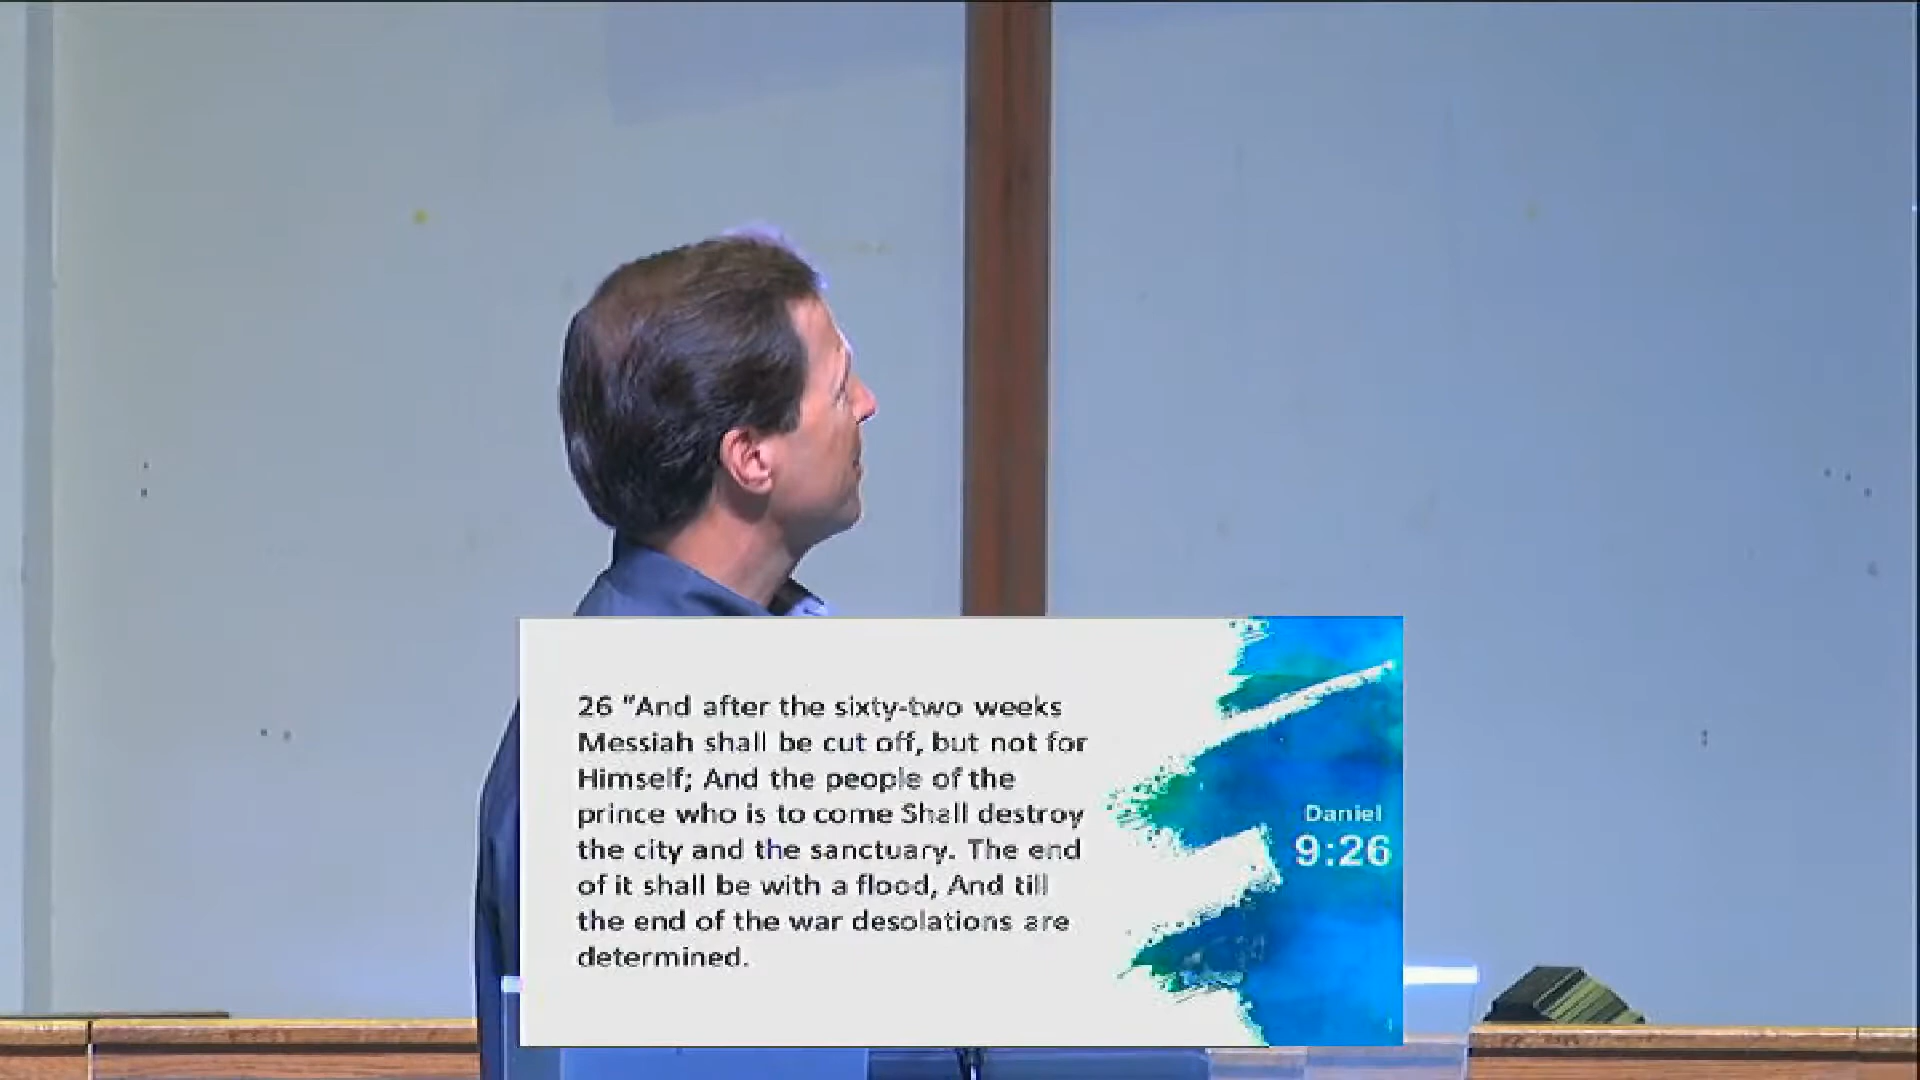 26 "And after the sixty-two weeks
Messiah shall be cut off, but not for
Himself; And the people of the
prince who is to come Shall destroy
the city and the sanctuary. The end
of it shall be with a flood, And till
the end of the war desolations are
determined.
Daniel
9:26